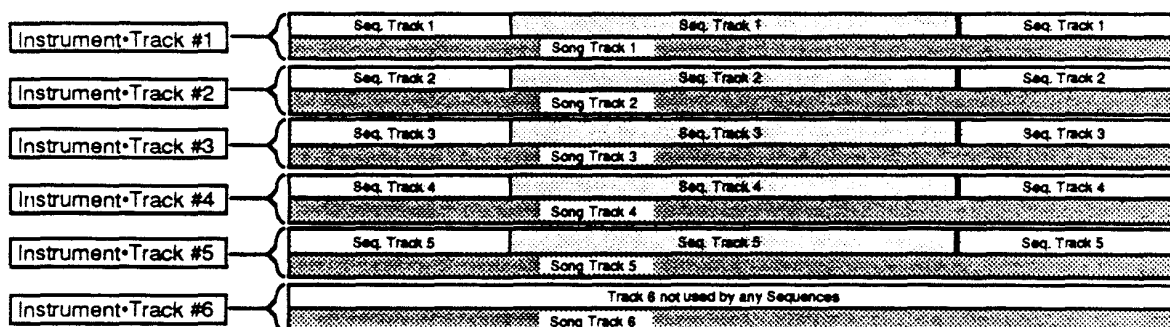 Instrument•Track #1
Seq. Track 1 Seq. Track 1 Seq. Track 1
Song Track 1
Instrument•Track #2
Seq. Track 2 Seq. Track 2 Seq. Track 2
Song Track 2
Instrument•Track #3
Seq. Track 3 Seq. Track 3 Seq. Track 3
Song Track 3
Instrument•Track #4
Seq. Track 4 Seq. Track 4 Seq. Track 4
Song Track 4
Instrument•Track #5
Seq. Track 5 Seq. Track 5 Seq. Track 5
Song Track 5
Instrument•Track #6
Track 6 not used by any Sequences
Song Track 6